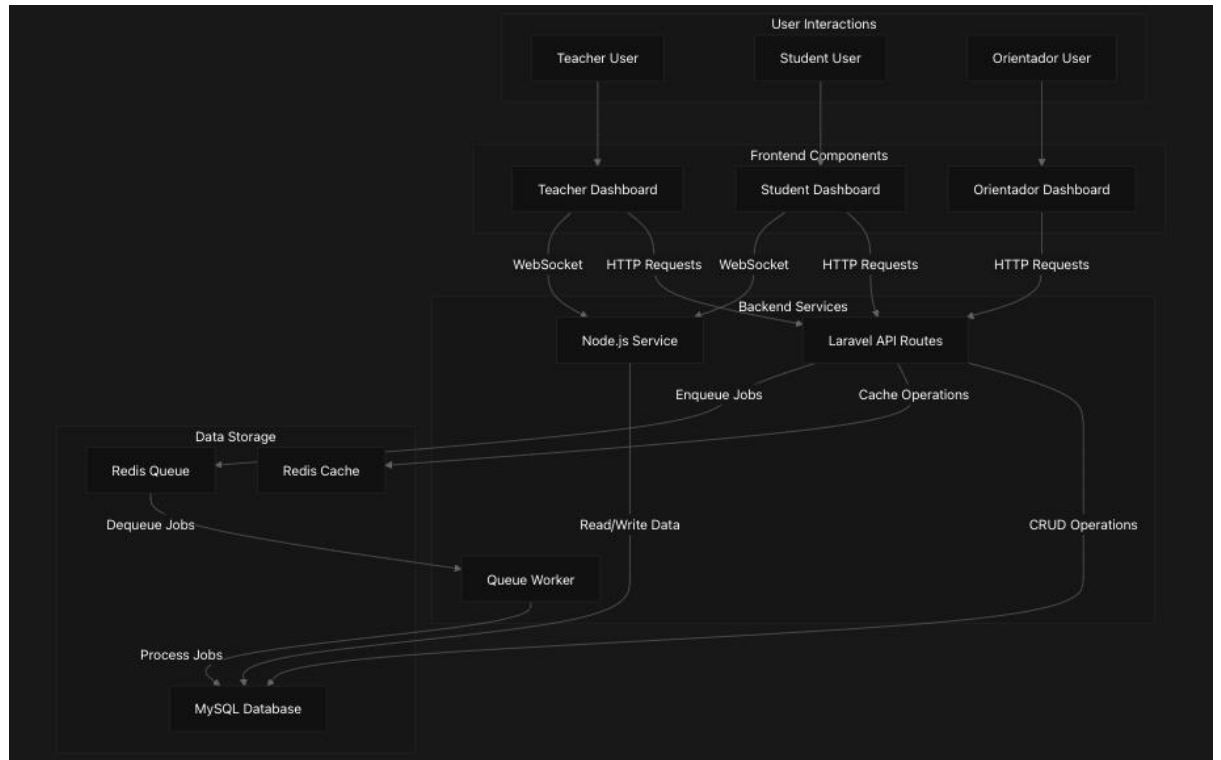 User Interactions
Teacher User
Student User
Orientador User
Frontend Components
Teacher Dashboard
Student Dashboard
Orientador Dashboard
WebSocket
HTTP Requests
WebSocket
HTTP Requests
HTTP Requests
Backend Services
Node.js Service
Laravel API Routes
Enqueue Jobs
Cache Operations
Data Storage
Redis Queue
Redis Cache
Dequeue Jobs
Read/Write Data
CRUD Operations
Queue Worker
Process Jobs
MySQL Database